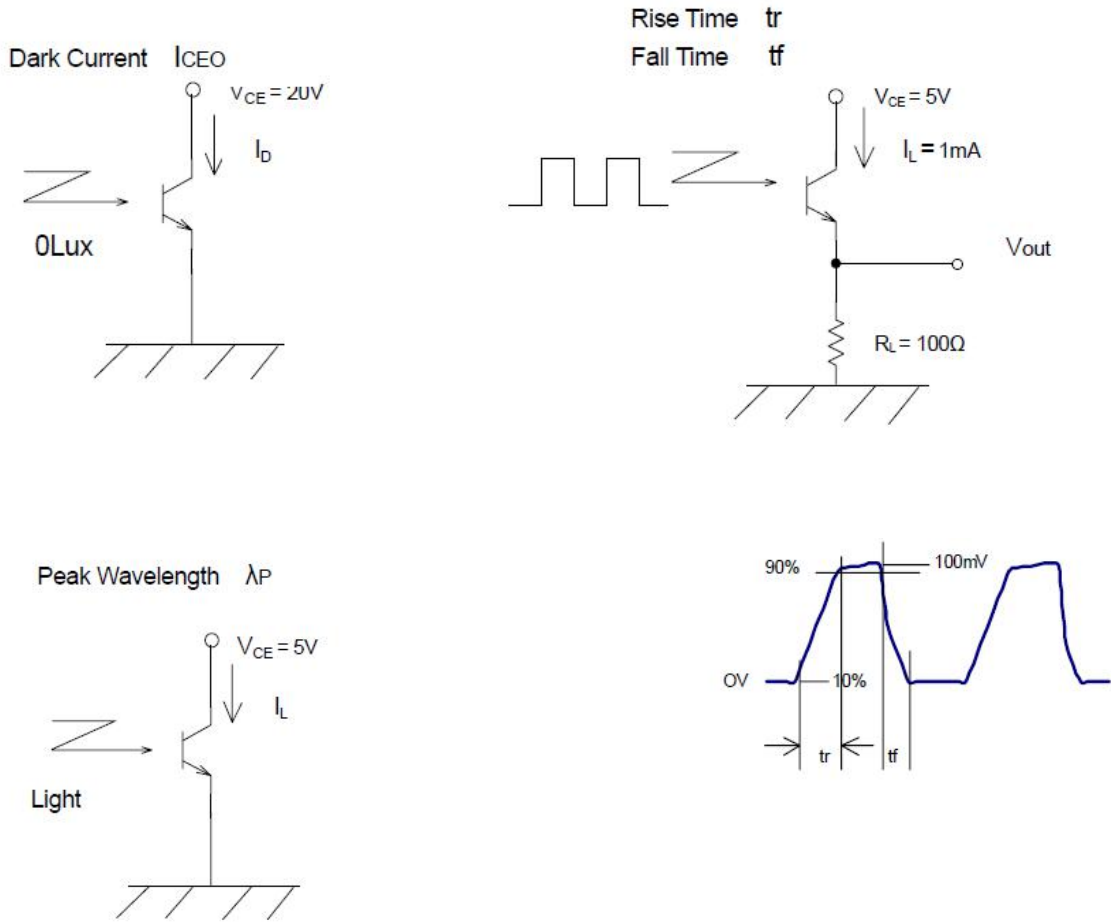 Dark Current ICEO
VCE = 20V
ID
0Lux
Rise Time tr
Fall Time tf
VCE = 5V
IL = 1mA
Vout
RL = 100Ω
Peak Wavelength λP
VCE = 5V
IL
Light
90%
100mV
OV
10%
tr
tf